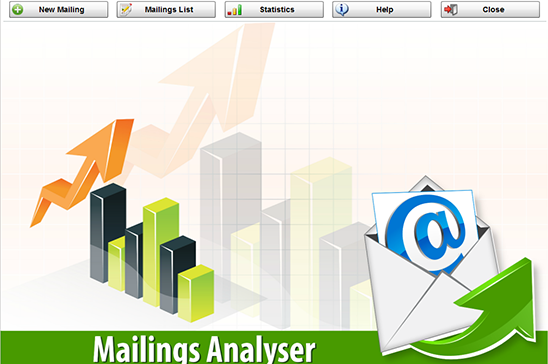 New Mailing
Mailings List
Statistics
Help
Close
@
Mailings Analyser